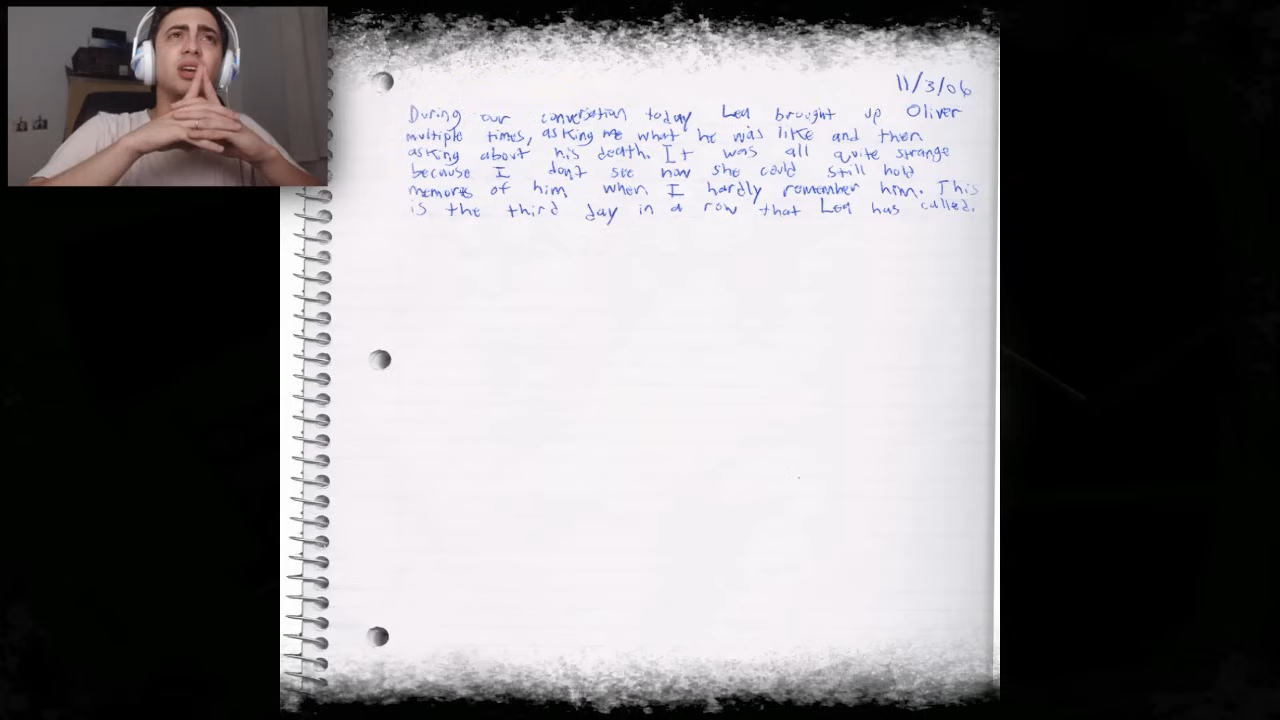 11/3/06
During our conversation today Lea brought up Oliver
multiple times, asking me what he was like and then
asking about his death. It was all quite strange
because I don't see how she could still hold
memories of him when I hardly remember him. This
is the third day in a row that Lea has called.